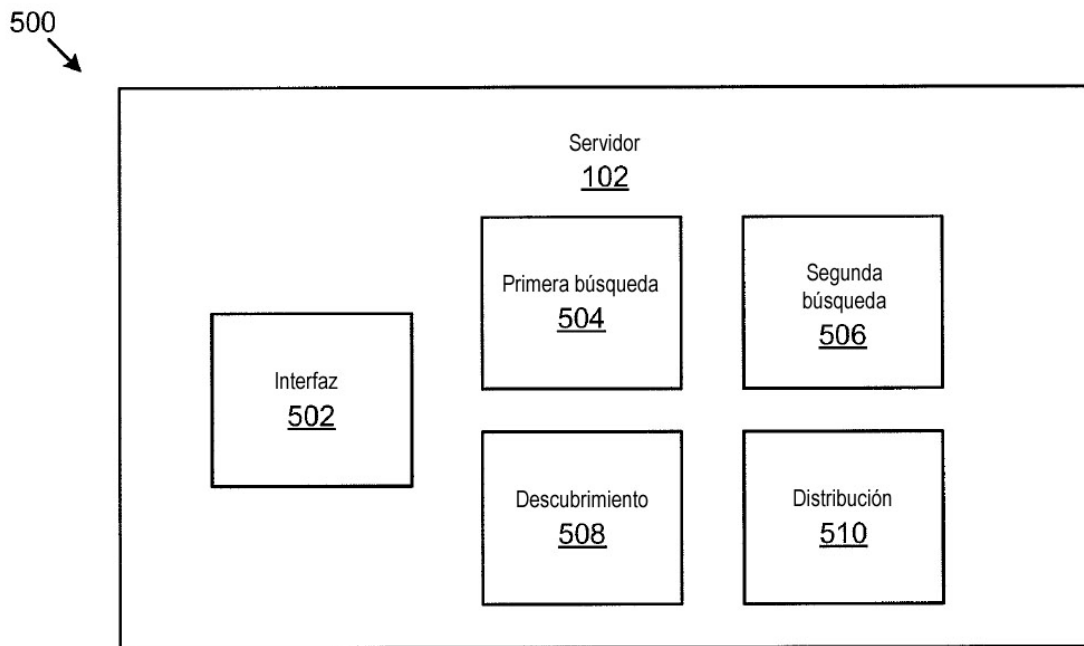 500
Servidor
102
Primera búsqueda
504
Segunda
búsqueda
506
Interfaz
502
Descubrimiento
508
Distribución
510